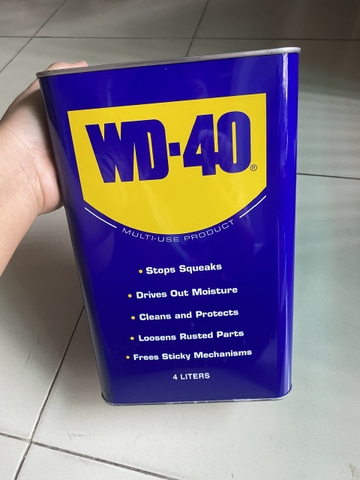 WD-40®
MULTI-USE PRODUCT
• Stops Squeaks
• Drives Out Moisture
• Cleans and Protects
• Loosens Rusted Parts
• Frees Sticky Mechanisms
4 LITERS